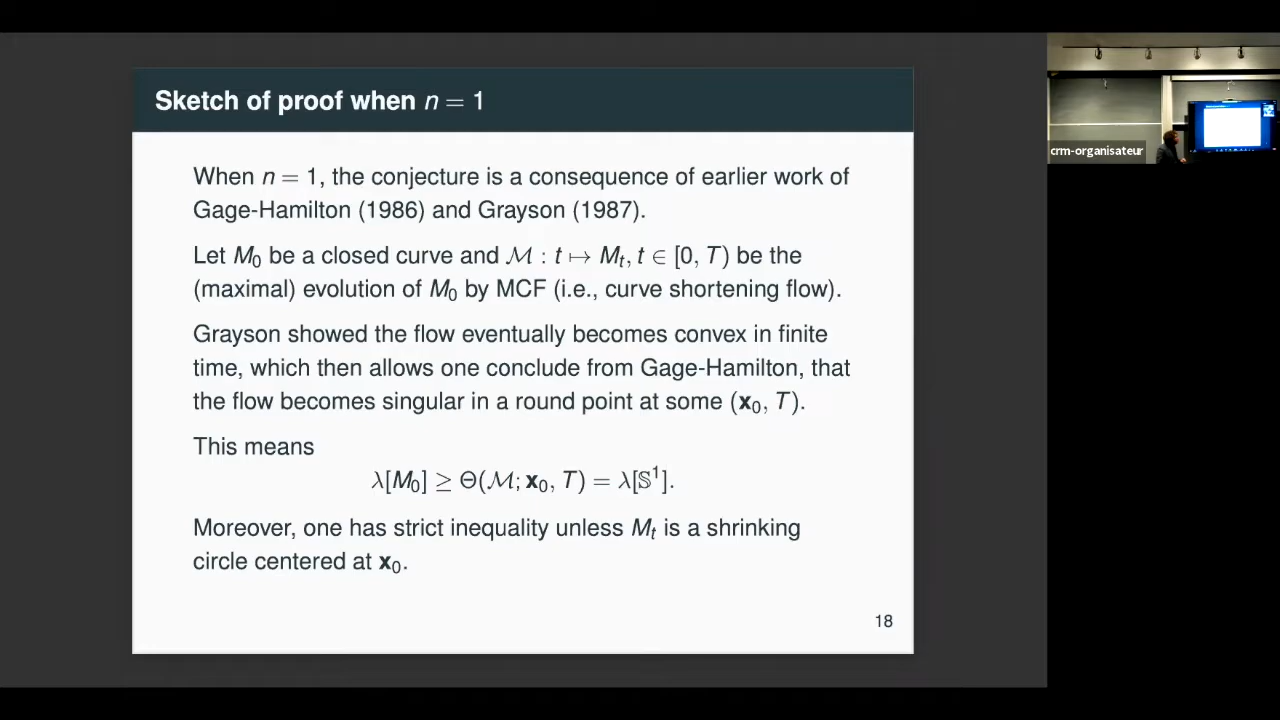 Sketch of proof when n = 1
When n = 1, the conjecture is a consequence of earlier work of
Gage-Hamilton (1986) and Grayson (1987).
Let M₀ be a closed curve and ℳ : t ↦ Mₜ, t ∈ [0, T) be the
(maximal) evolution of M₀ by MCF (i.e., curve shortening flow).
Grayson showed the flow eventually becomes convex in finite
time, which then allows one conclude from Gage-Hamilton, that
the flow becomes singular in a round point at some (x₀, T).
This means
λ[M₀] ≥ Θ(ℳ; x₀, T) = λ[𝕊¹].
Moreover, one has strict inequality unless Mₜ is a shrinking
circle centered at x₀.
18
crm-organisateur